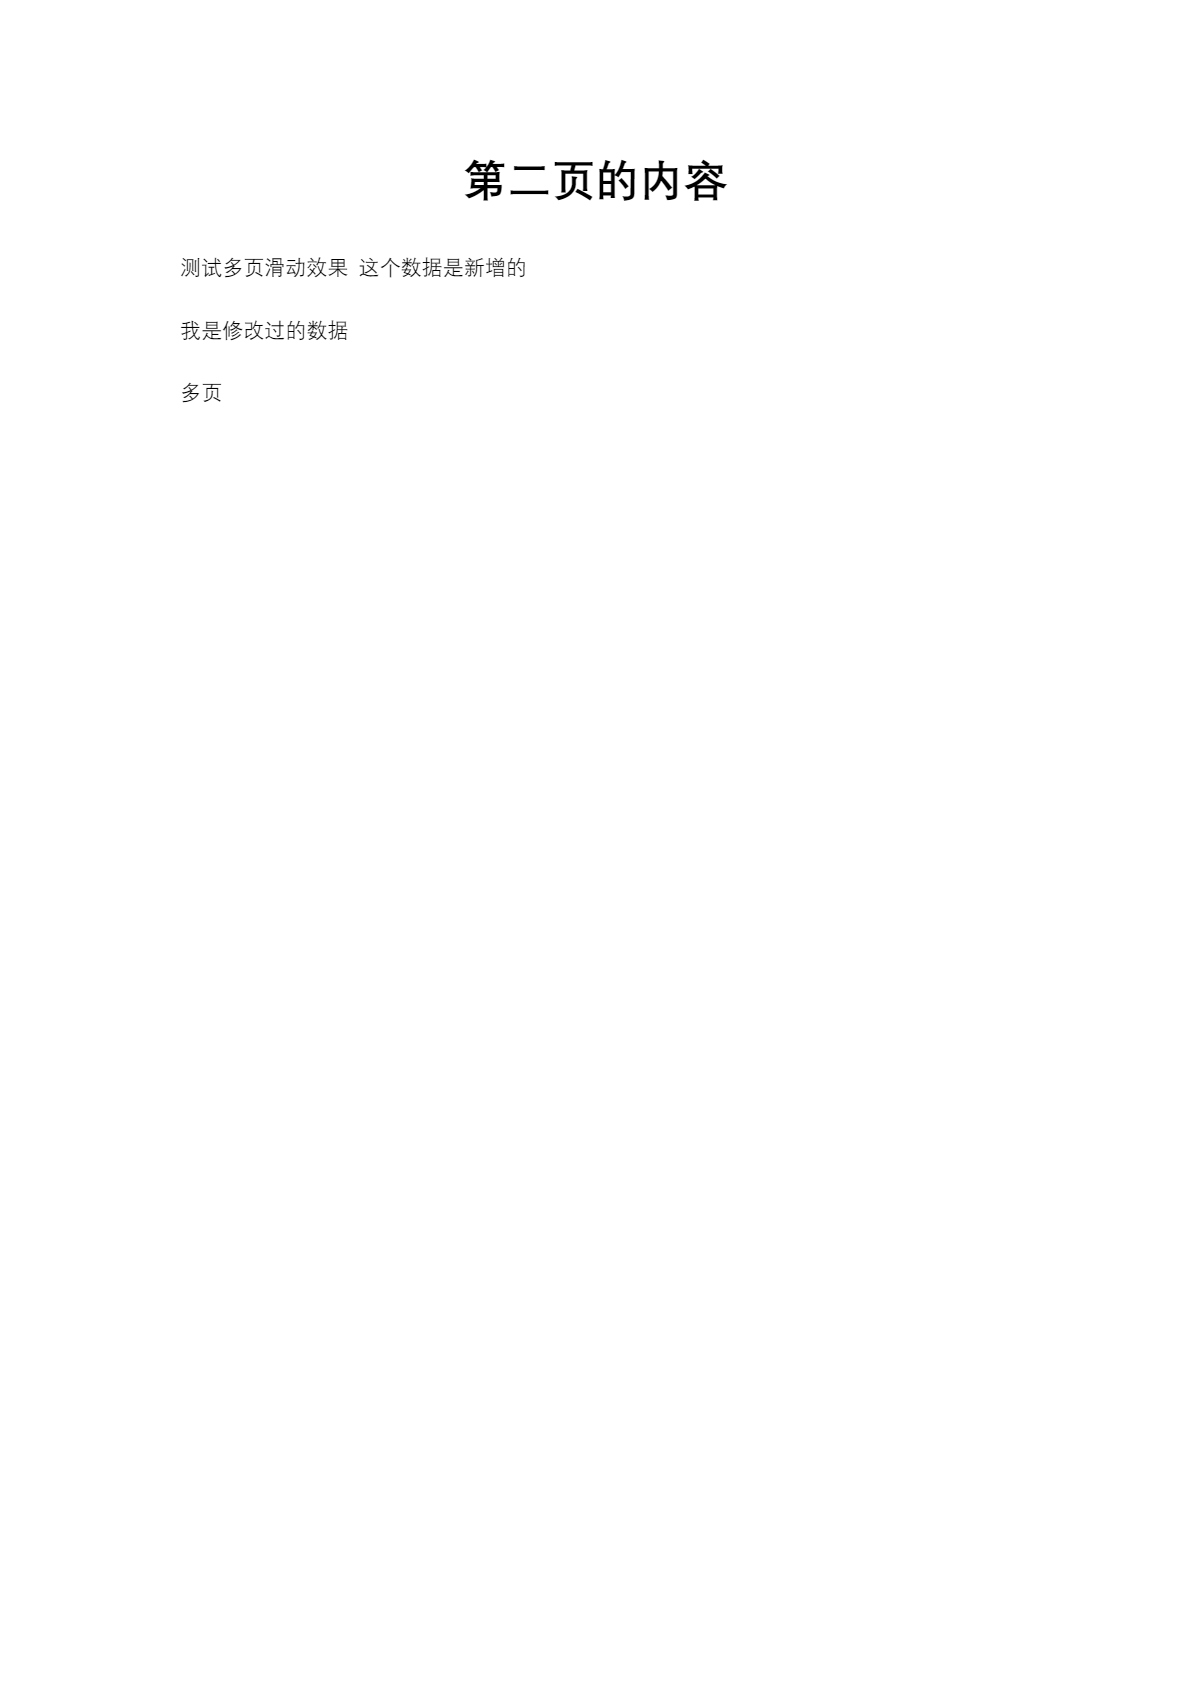 第二页的内容
测试多页滑动效果 这个数据是新增的
我是修改过的数据
多页